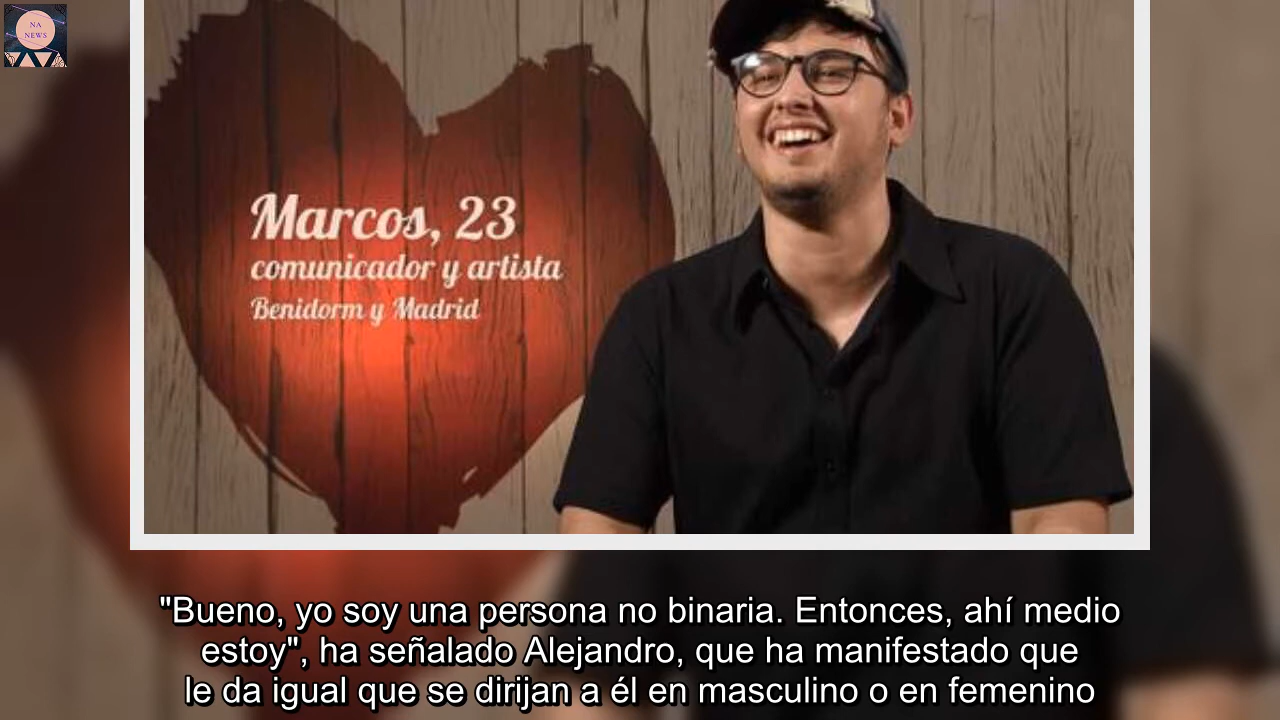 NA
NEWS
Marcos, 23
comunicador y artista
Benidorm y Madrid
"Bueno, yo soy una persona no binaria. Entonces, ahí medio
estoy", ha señalado Alejandro, que ha manifestado que
le da igual que se dirijan a él en masculino o en femenino